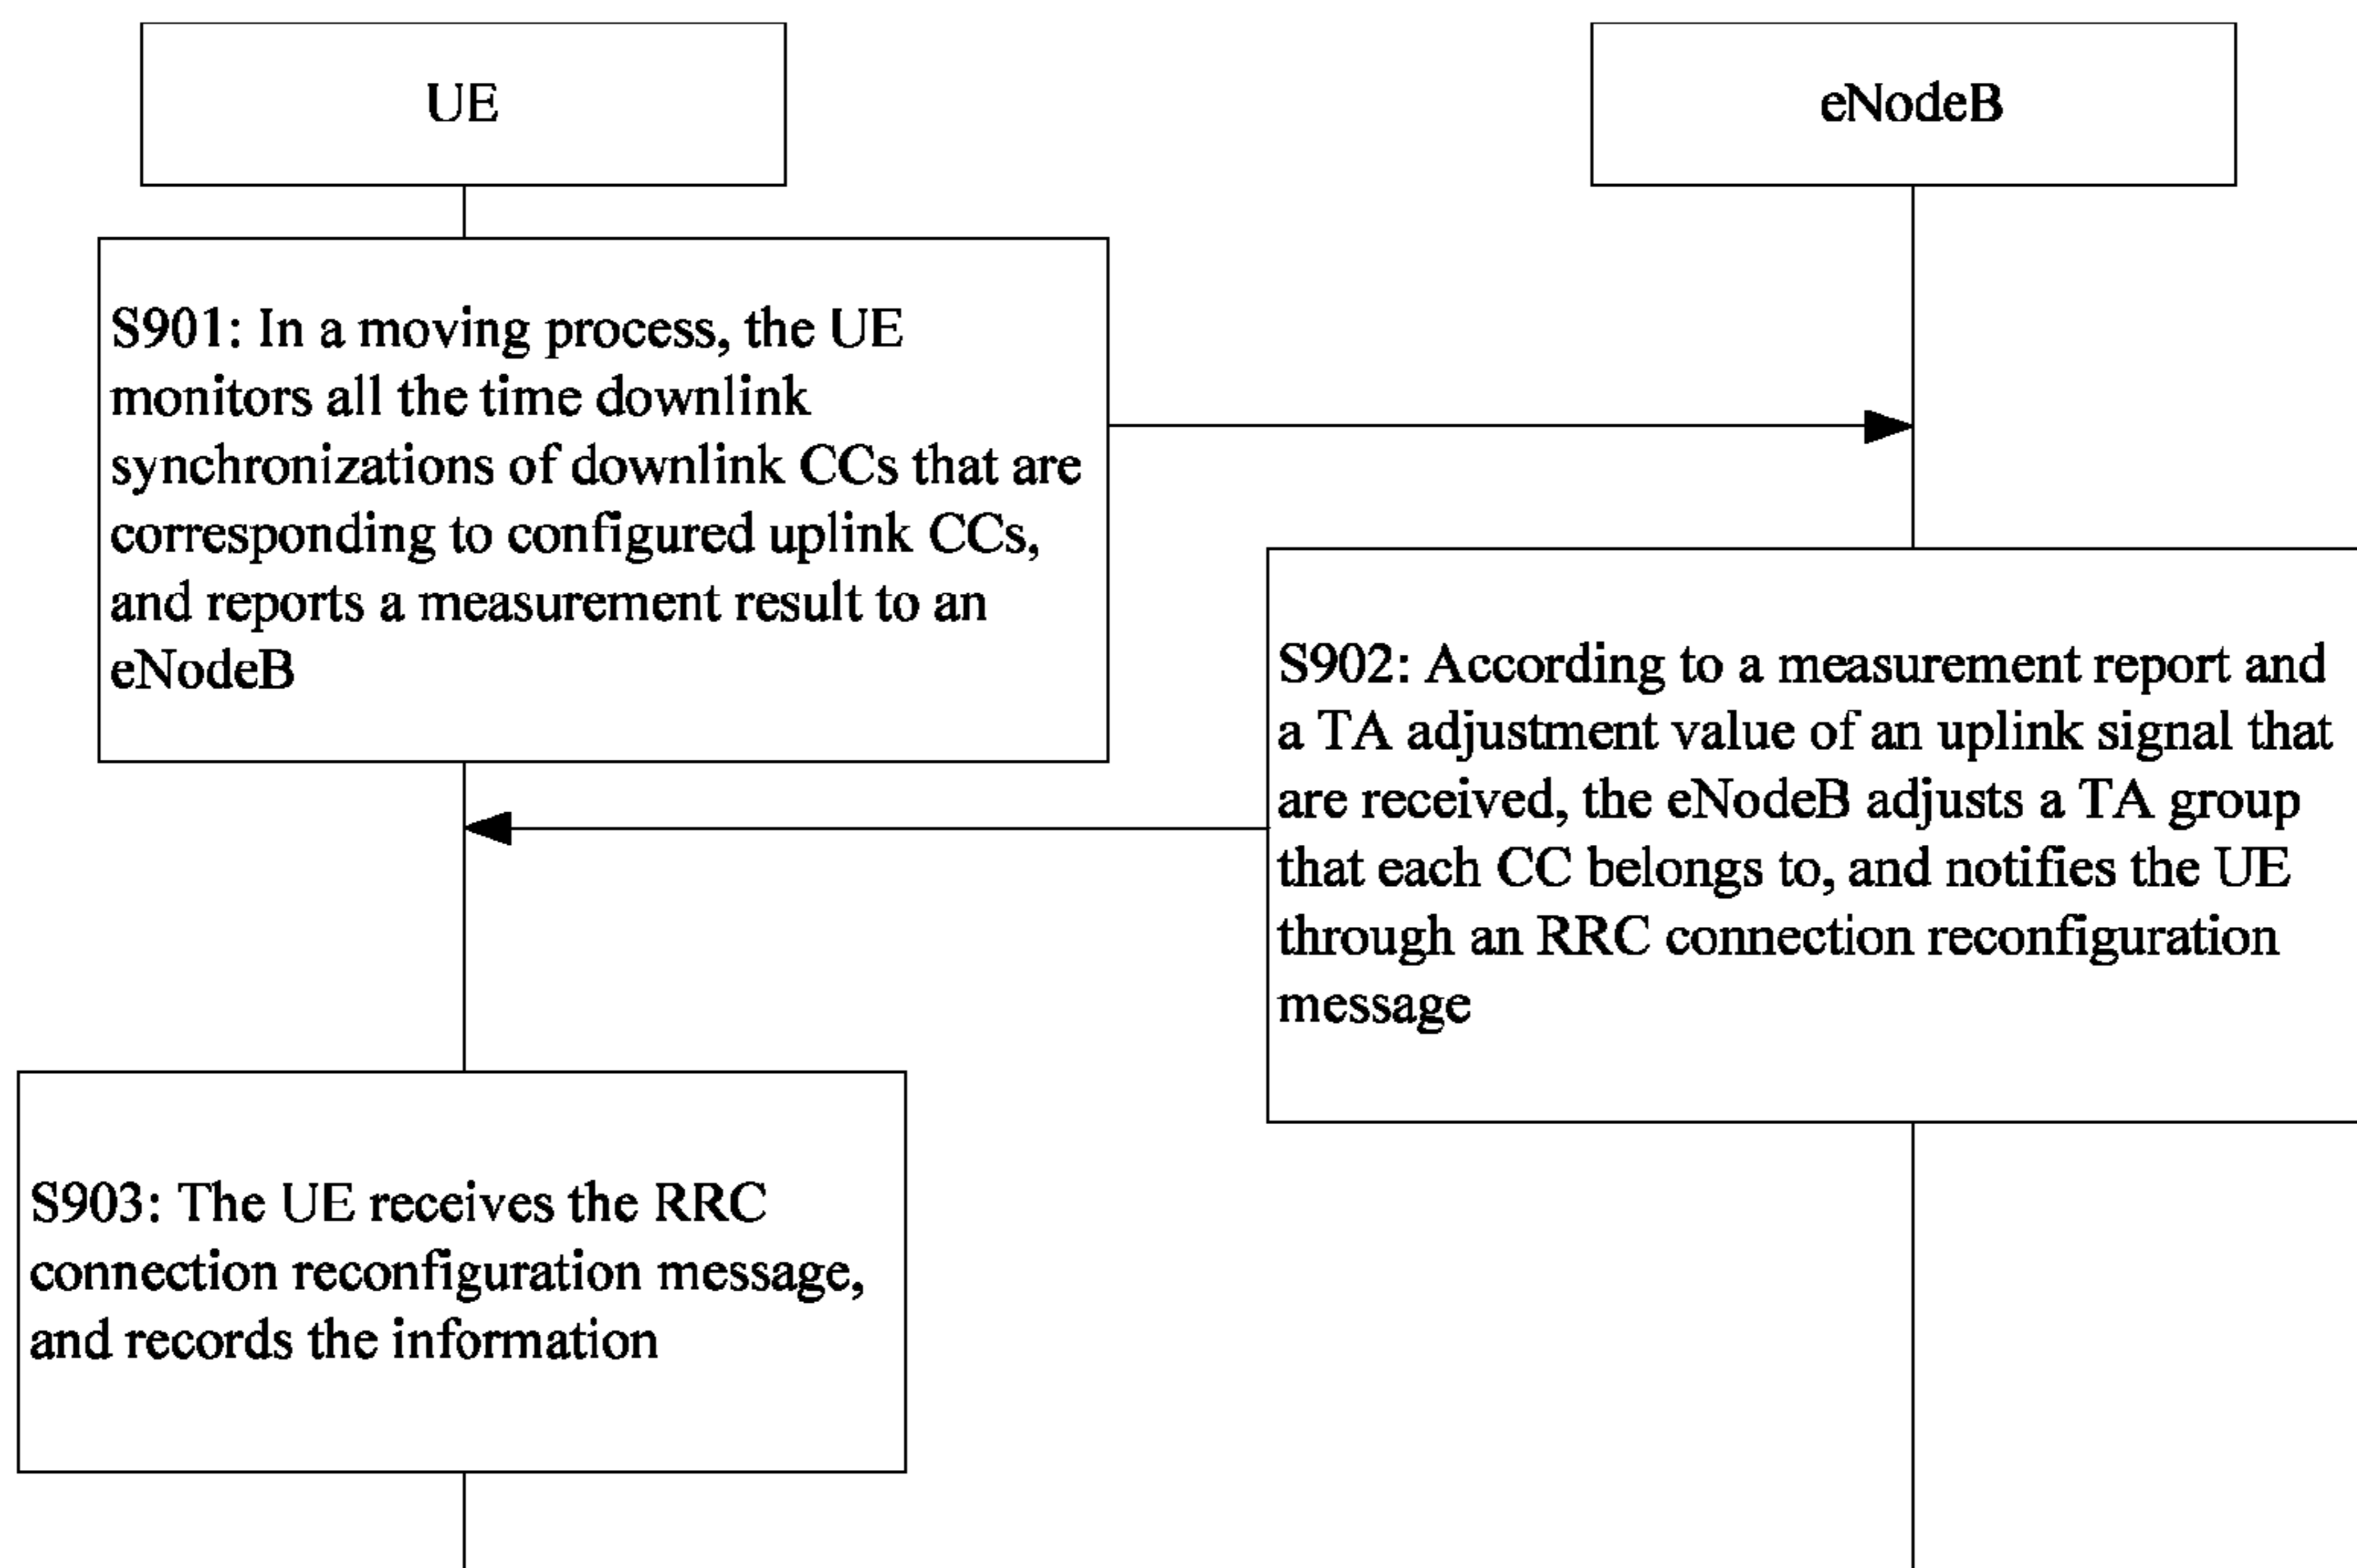 UE
eNodeB
S901: In a moving process, the UE
monitors all the time downlink
synchronizations of downlink CCs that are
corresponding to configured uplink CCs,
and reports a measurement result to an
eNodeB
S902: According to a measurement report and
a TA adjustment value of an uplink signal that
are received, the eNodeB adjusts a TA group
that each CC belongs to, and notifies the UE
through an RRC connection reconfiguration
message
S903: The UE receives the RRC
connection reconfiguration message,
and records the information